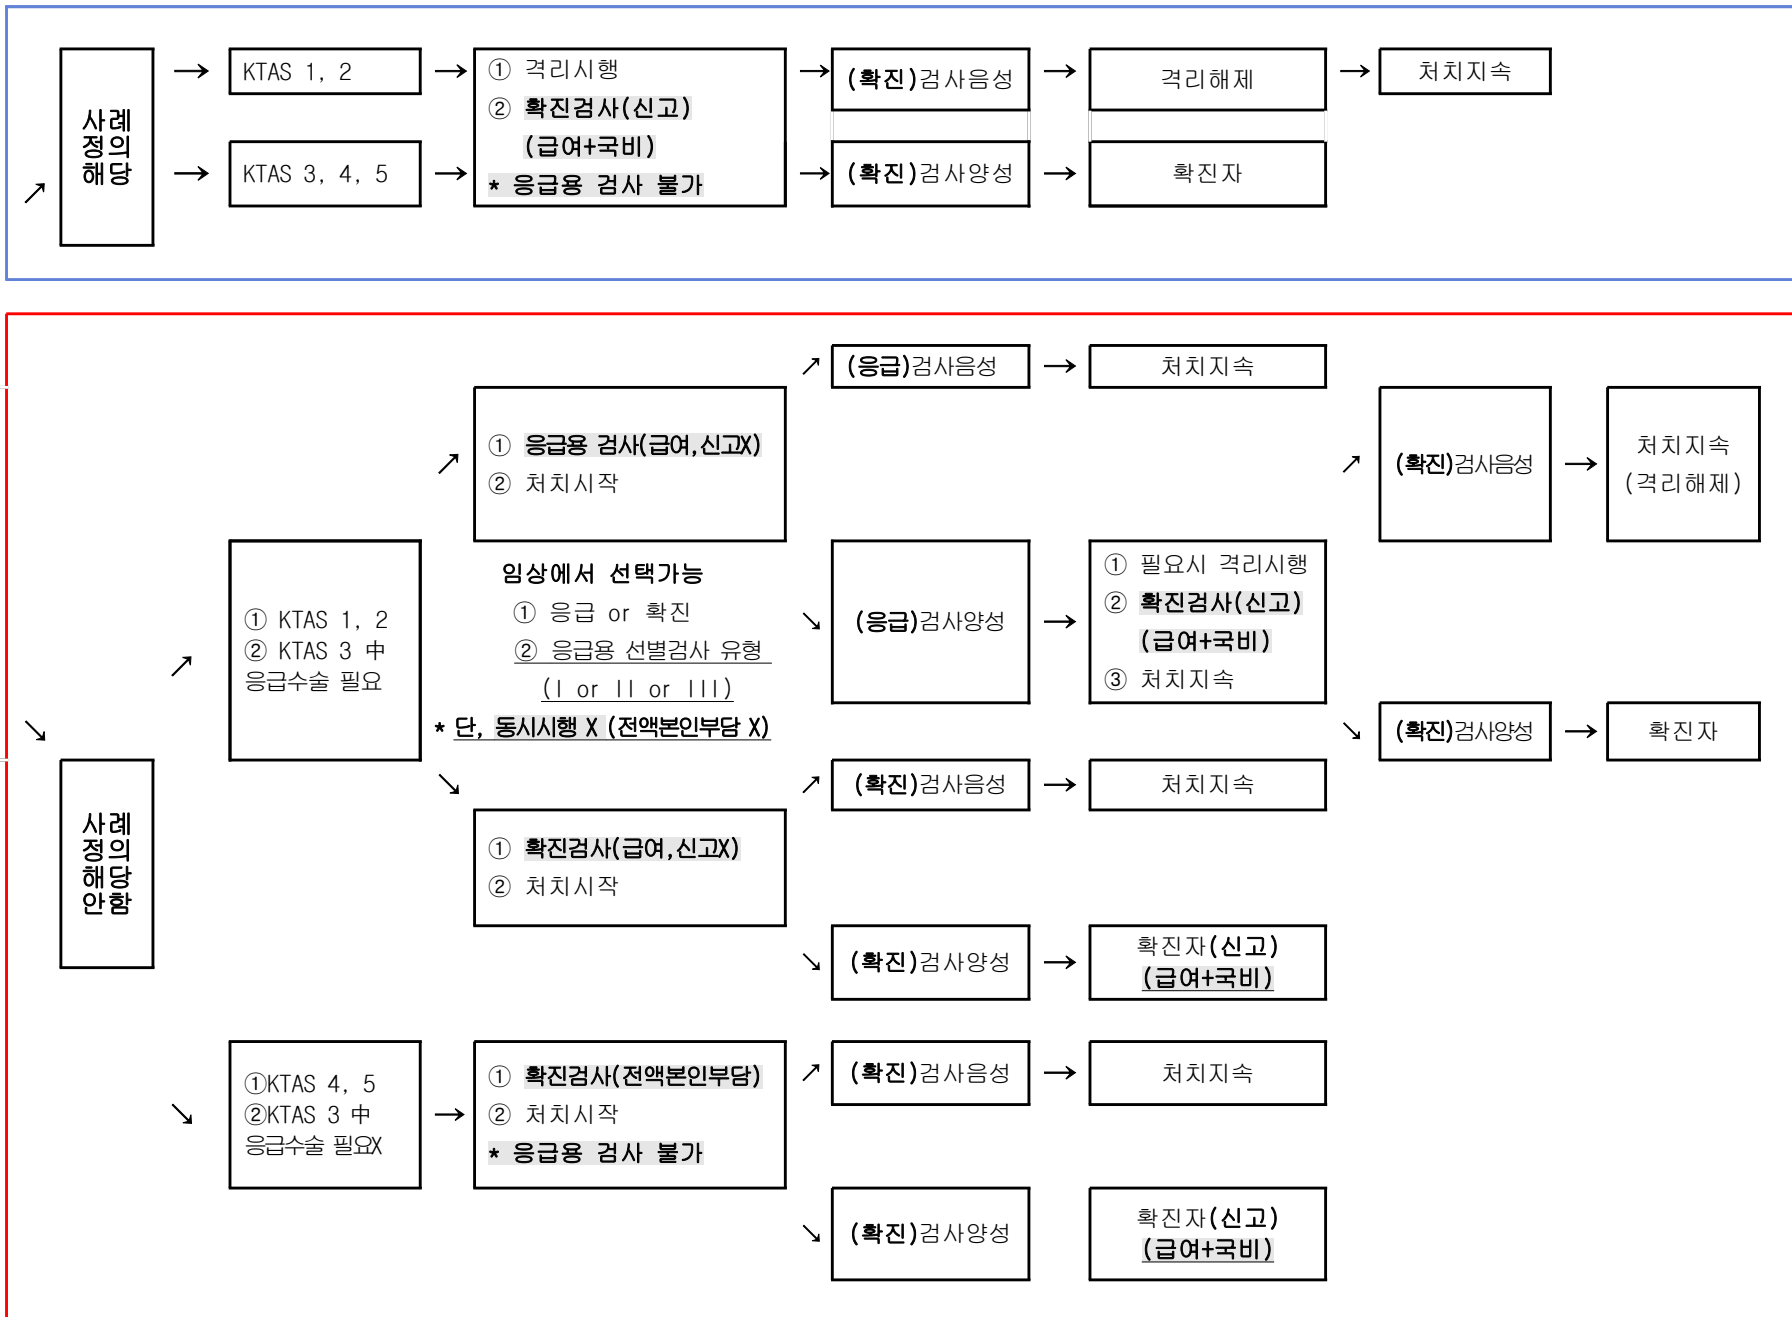 사례
정의
해당
→
KTAS 1, 2
→
① 격리시행
② 확진검사(신고)
(급여+국비)
* 응급용 검사 불가
→
(확진)검사음성
→
격리해제
→
처치지속
↗
→
KTAS 3, 4, 5
→
→
(확진)검사양성
→
확진자
↘
사례
정의
해당
안함
↗
① KTAS 1, 2
② KTAS 3 中
응급수술 필요
↗
① 응급용 검사(급여,신고X)
② 처치시작
↗
(응급)검사음성
→
처치지속
임상에서 선택가능
① 응급 or 확진
② 응급용 선별검사 유형
(I or II or III)
* 단, 동시시행 X (전액본인부담 X)
↘
(응급)검사양성
→
① 필요시 격리시행
② 확진검사(신고)
(급여+국비)
③ 처치지속
↗
(확진)검사음성
→
처치지속
(격리해제)
↘
(확진)검사양성
→
확진자
↘
① 확진검사(급여,신고X)
② 처치시작
↗
(확진)검사음성
→
처치지속
↘
(확진)검사양성
→
확진자(신고)
(급여+국비)
↘
①KTAS 4, 5
②KTAS 3 中
응급수술 필요X
→
① 확진검사(전액본인부담)
② 처치시작
* 응급용 검사 불가
↗
(확진)검사음성
→
처치지속
↘
(확진)검사양성
확진자(신고)
(급여+국비)